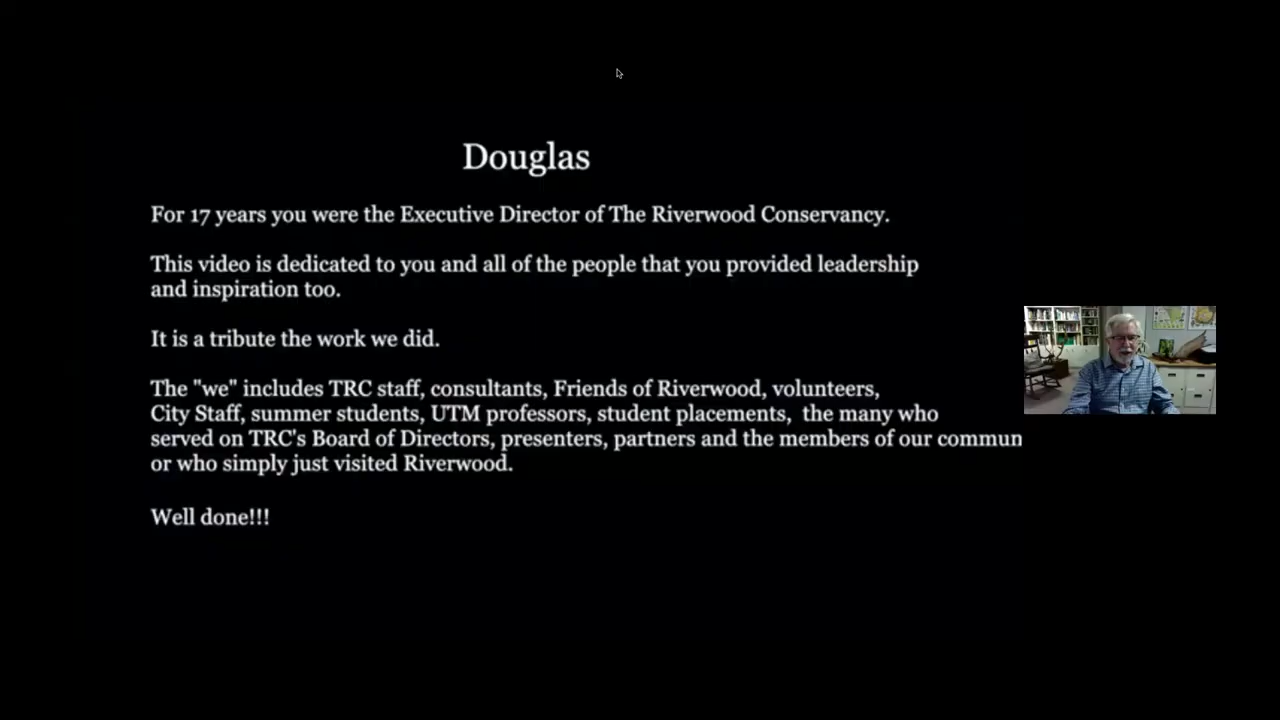 Douglas
For 17 years you were the Executive Director of The Riverwood Conservancy.
This video is dedicated to you and all of the people that you provided leadership
and inspiration too.
It is a tribute the work we did.
The "we" includes TRC staff, consultants, Friends of Riverwood, volunteers,
City Staff, summer students, UTM professors, student placements, the many who
served on TRC's Board of Directors, presenters, partners and the members of our commun
or who simply just visited Riverwood.
Well done!!!